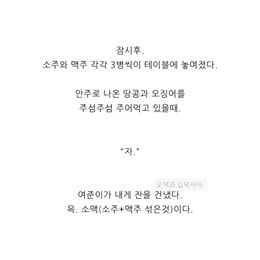 잠시후.
소주와 맥주 각각 3병씩이 테이블에 놓여졌다.
안주로 나온 땅콩과 오징어를
주섬주섬 주어먹고 있을때.
"자."
오덕과 십덕사이
여준이가 내게 잔을 건넸다.
윽. 소맥(소주+맥주 섞은것)이다.